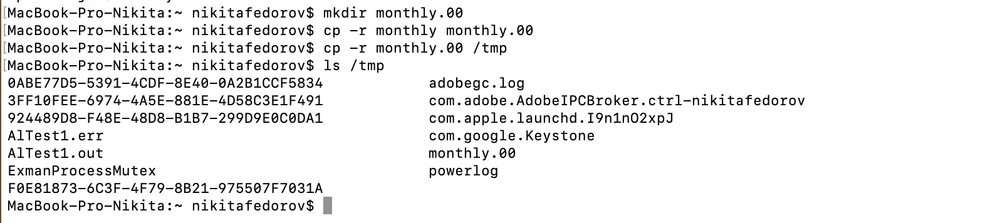 [MacBook-Pro-Nikita:~ nikitafedorov$ mkdir monthly.00
[MacBook-Pro-Nikita:~ nikitafedorov$ cp -r monthly monthly.00
[MacBook-Pro-Nikita:~ nikitafedorov$ cp -r monthly.00 /tmp
[MacBook-Pro-Nikita:~ nikitafedorov$ ls /tmp
0ABE77D5-5391-4CDF-8E40-0A2B1CCF5834 adobegc.log
3FF10FEE-6974-4A5E-881E-4D58C3E1F491 com.adobe.AdobeIPCBroker.ctrl-nikitafedorov
924489D8-F48E-48D8-B1B7-299D9E0C0DA1 com.apple.launchd.I9n1nO2xpJ
AlTest1.err com.google.Keystone
AlTest1.out monthly.00
ExmanProcessMutex powerlog
F0E81873-6C3F-4F79-8B21-975507F7031A
MacBook-Pro-Nikita:~ nikitafedorov$